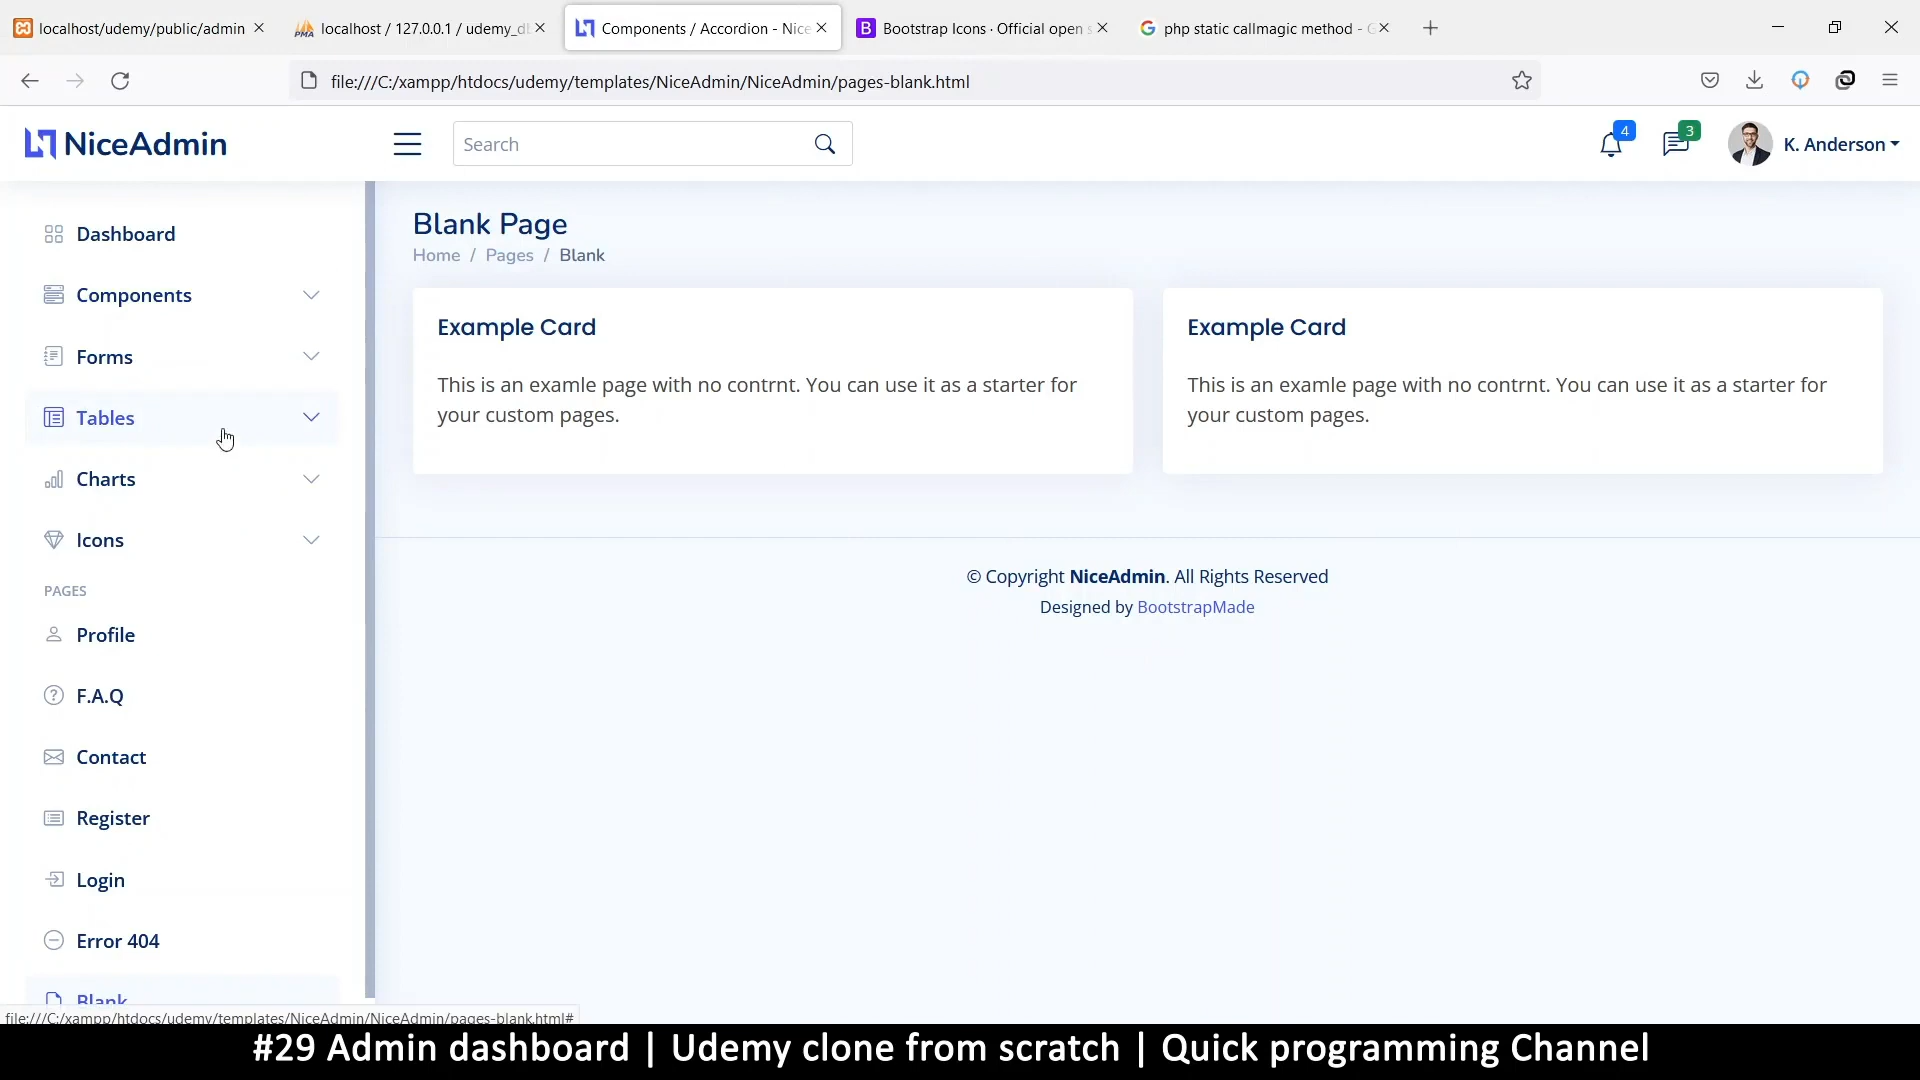 localhost/udemy/public/admin
localhost / 127.0.0.1 / udemy_d
Components / Accordion - Nice
Bootstrap Icons · Official open s
php static callmagic method - G
file:///C:/xampp/htdocs/udemy/templates/NiceAdmin/NiceAdmin/pages-blank.html
NiceAdmin
Search
4
3
K. Anderson
Dashboard
Components
Forms
Tables
Charts
Icons
PAGES
Profile
F.A.Q
Contact
Register
Login
Error 404
Blank
Blank Page
Home / Pages / Blank
Example Card
This is an examle page with no contrnt. You can use it as a starter for
your custom pages.
Example Card
This is an examle page with no contrnt. You can use it as a starter for
your custom pages.
© Copyright NiceAdmin. All Rights Reserved
Designed by BootstrapMade
file:///C:/xampp/htdocs/udemy/templates/NiceAdmin/NiceAdmin/pages-blank.html#
#29 Admin dashboard | Udemy clone from scratch | Quick programming Channel